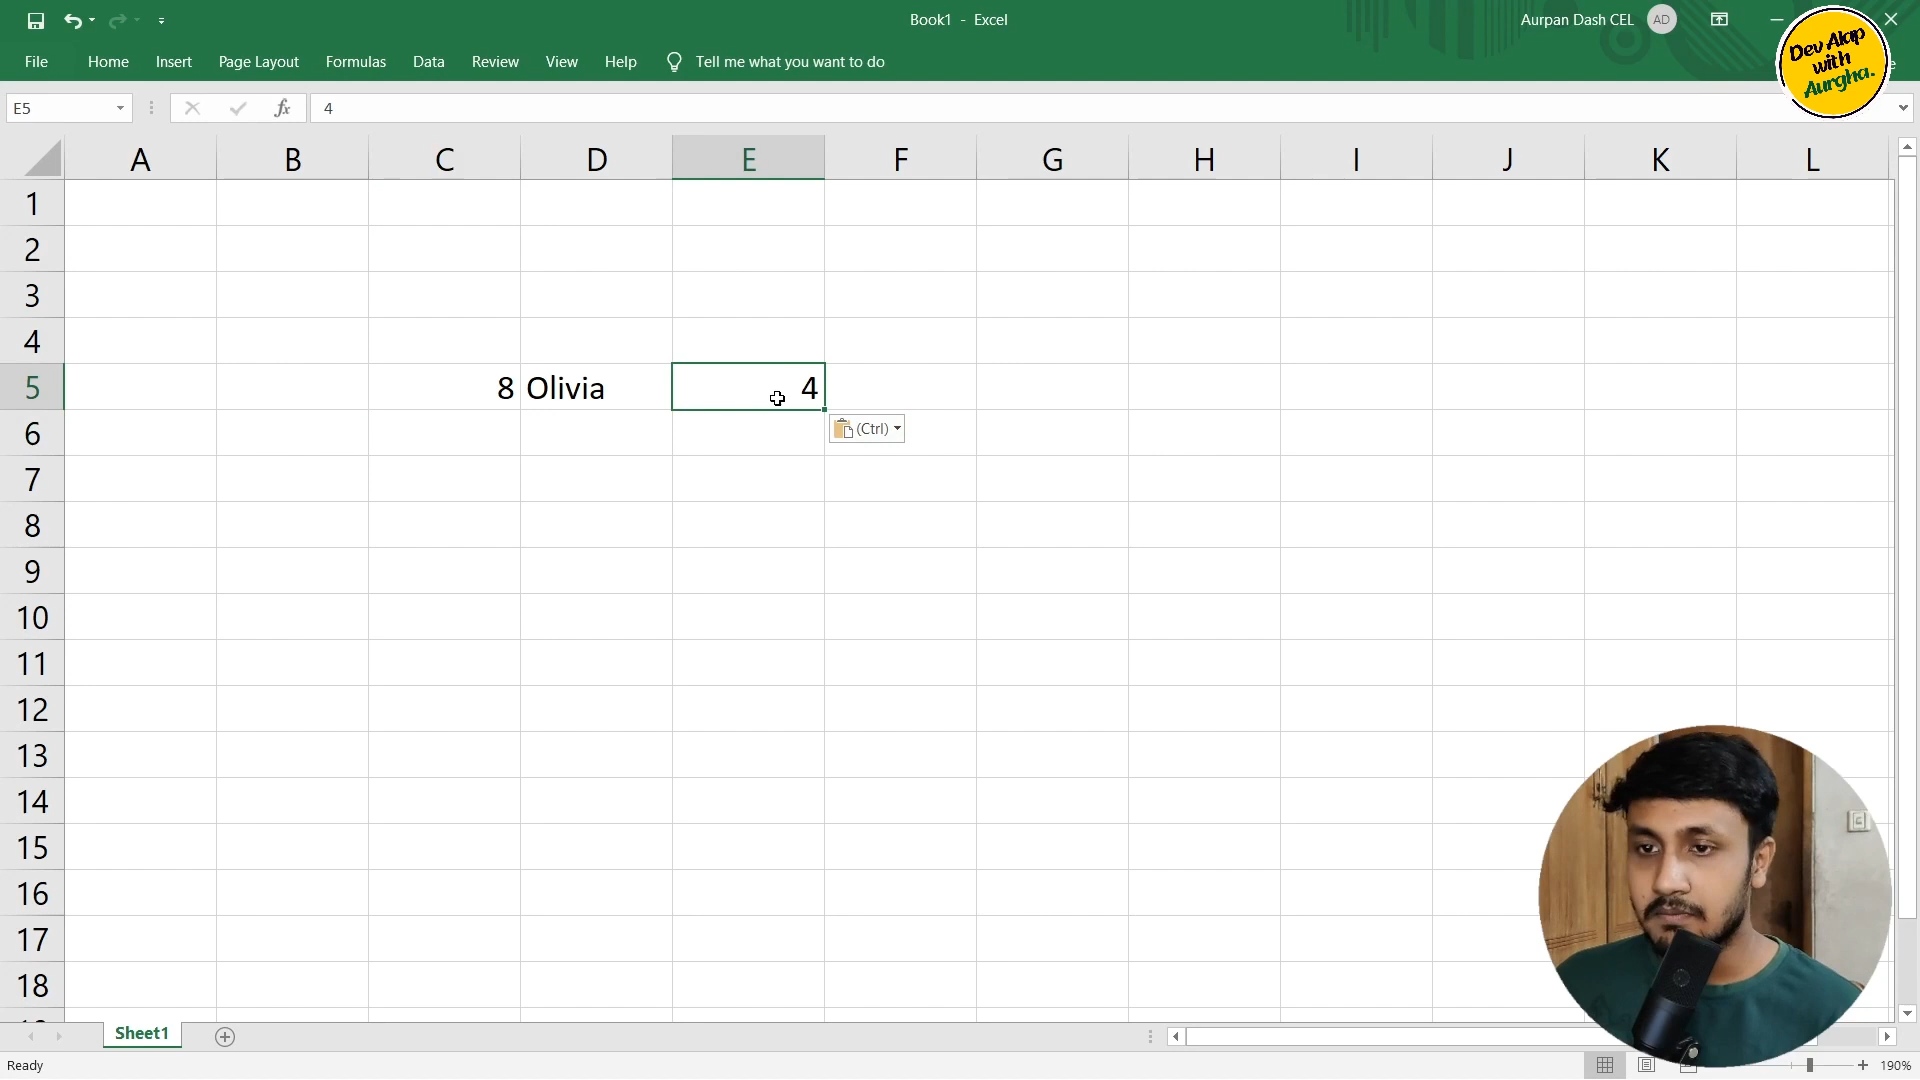 Book1 - Excel
Aurpan Dash CEL
AD
Dev Alap
with
Aurgha.
File
Home
Insert
Page Layout
Formulas
Data
Review
View
Help
Tell me what you want to do
E5
fx
4
A B C D E F G H I J K L
1
2
3
4
5 8 Olivia 4
(Ctrl)
6
7
8
9
10
11
12
13
14
15
16
17
18
Sheet1
Ready
190%